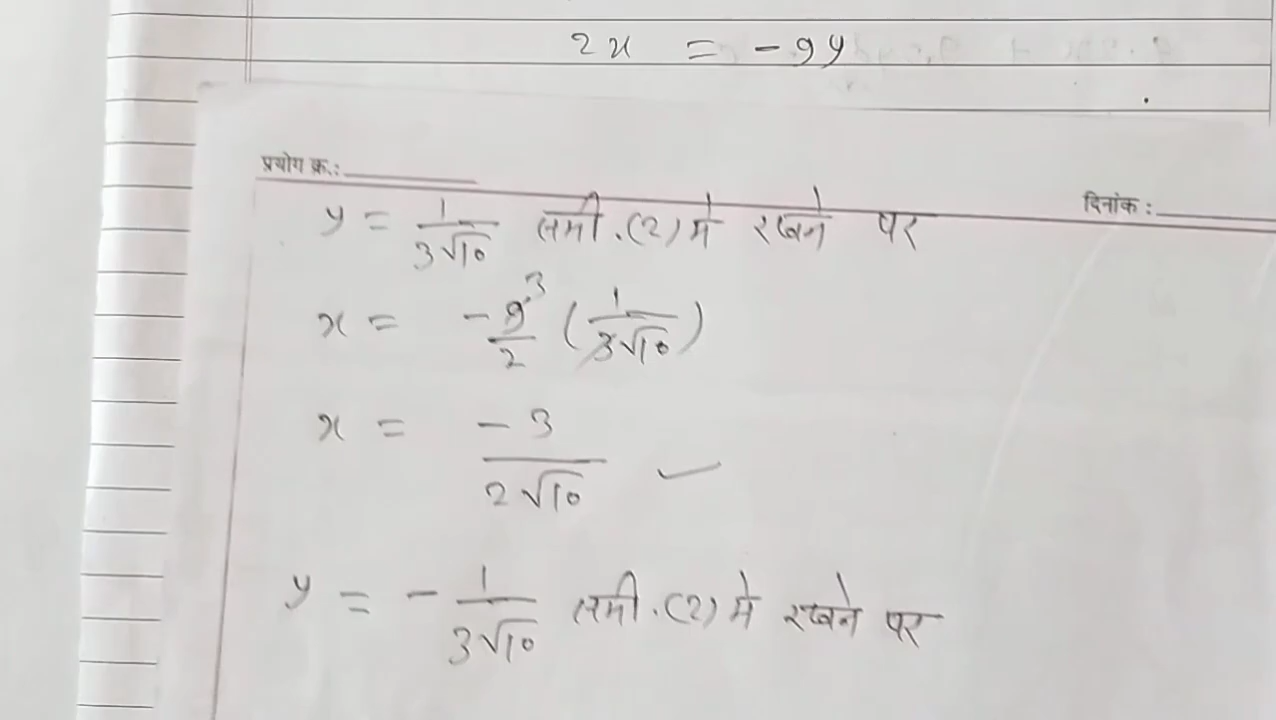 2x = -9y
प्रयोग क्र.:
दिनांक :
y = 1/3√10 समी.(2) मे रखने पर
x = -9/2 3 (1/3√10)
x = -3/2√10 ✓
y = -1/3√10 समी.(2) मे रखने पर